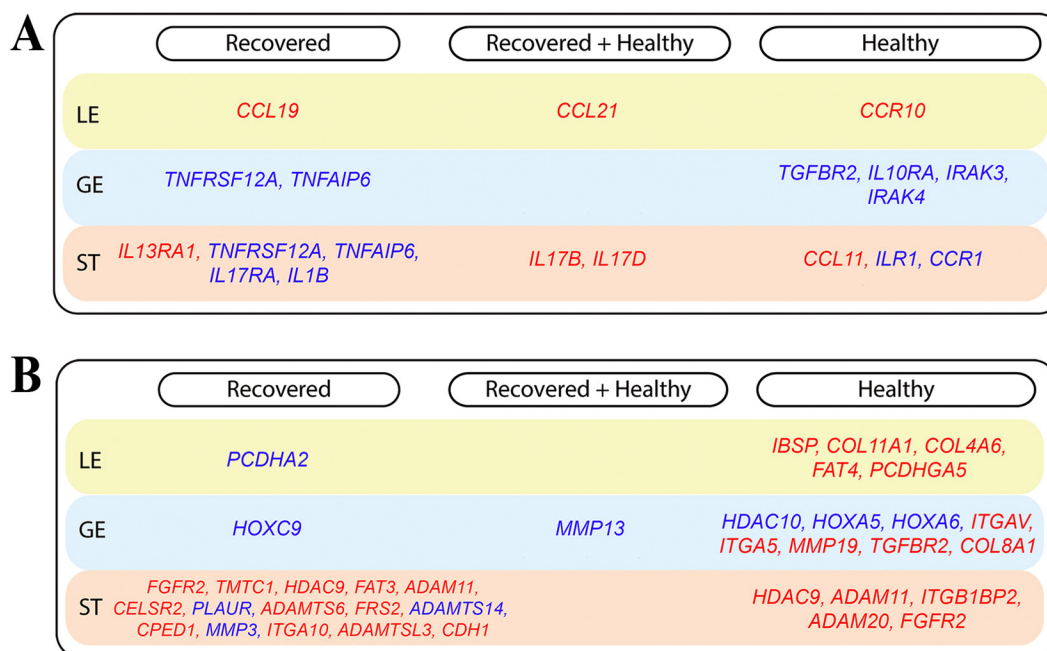 A
Recovered
Recovered + Healthy
Healthy
LE
CCL19
CCL21
CCR10
GE
TNFRSF12A, TNFAIP6
TGFBR2, IL10RA, IRAK3,
IRAK4
ST
IL13RA1, TNFRSF12A, TNFAIP6,
IL17RA, IL1B
IL17B, IL17D
CCL11, ILR1, CCR1
B
Recovered
Recovered + Healthy
Healthy
LE
PCDHA2
IBSP, COL11A1, COL4A6,
FAT4, PCDHGA5
GE
HOXC9
MMP13
HDAC10, HOXA5, HOXA6, ITGAV,
ITGA5, MMP19, TGFBR2, COL8A1
ST
FGFR2, TMTC1, HDAC9, FAT3, ADAM11,
CELSR2, PLAUR, ADAMTS6, FRS2, ADAMTS14,
CPED1, MMP3, ITGA10, ADAMTSL3, CDH1
HDAC9, ADAM11, ITGB1BP2,
ADAM20, FGFR2